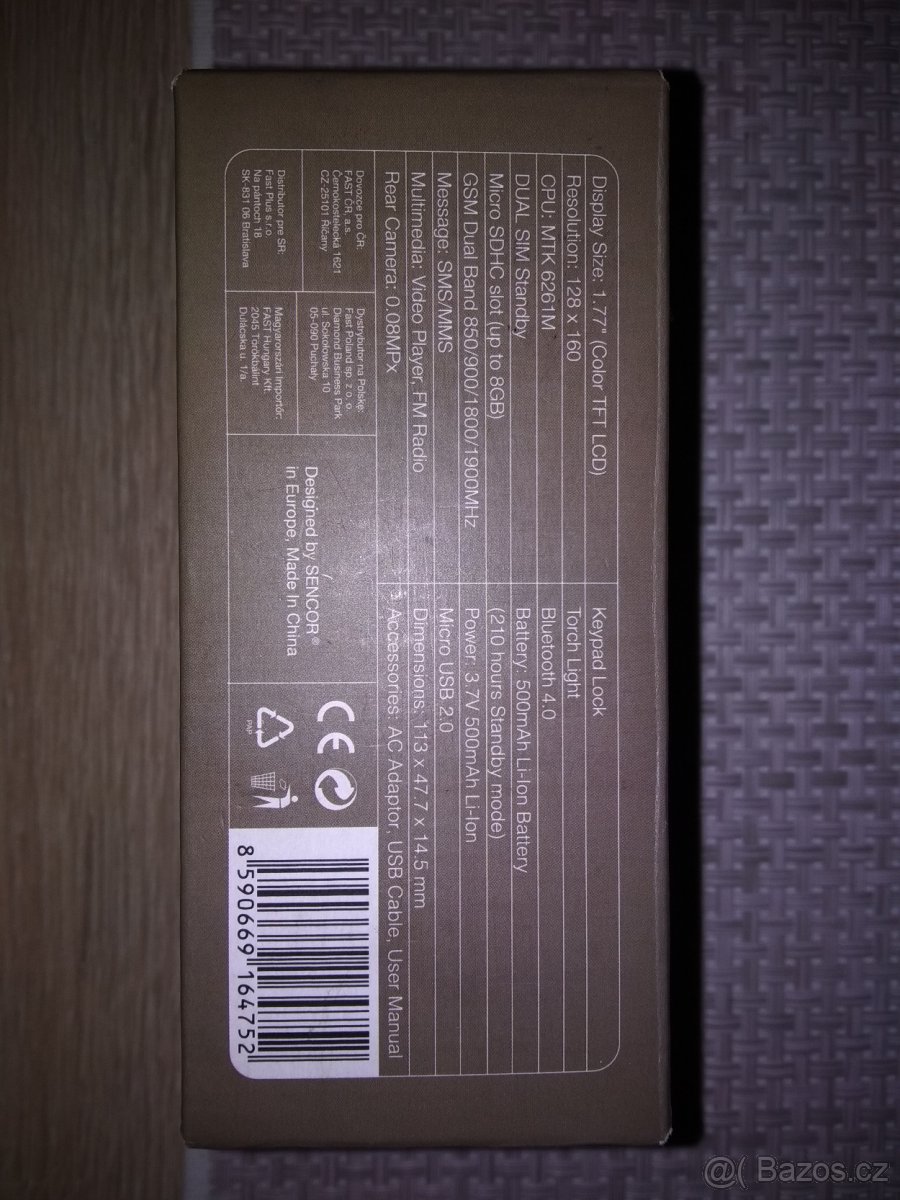 Display Size: 1.77" (Color TFT LCD)
Resolution: 128 x 160
CPU: MTK 6261M
DUAL SIM Standby
Micro SDHC slot (up to 8GB)
GSM Dual Band 850/900/1800/1900MHz
Message: SMS/MMS
Multimedia: Video Player, FM Radio
Rear Camera: 0.08MPx
Keypad Lock
Torch Light
Bluetooth 4.0
Battery: 500mAh Li-Ion Battery
(210 hours Standby mode)
Power: 3.7V 500mAh Li-Ion
Micro USB 2.0
Dimensions: 113 x 47.7 x 14.5 mm
Accessories: AC Adaptor, USB Cable, User Manual
Dovozce pro ČR:
FAST ČR, a.s.
Černokostelecká 1621
CZ-25101 Říčany
Dystrybutor na Polskę:
Fast Poland sp. z o. o.
Diamond Business Park
ul. Sokołowska 10
05-090 Puchały
Distributor pre SR:
Fast Plus s.r.o.
Na pántoch 18
SK-831 06 Bratislava
Magyarországi Importőr:
FAST Hungary Kft.
2045 Törökbálint
Dulácska u. 1/a.
Designed by SENCOR®
in Europe, Made In China
CE
PAP
8 590669 164752
@( Bazos.cz